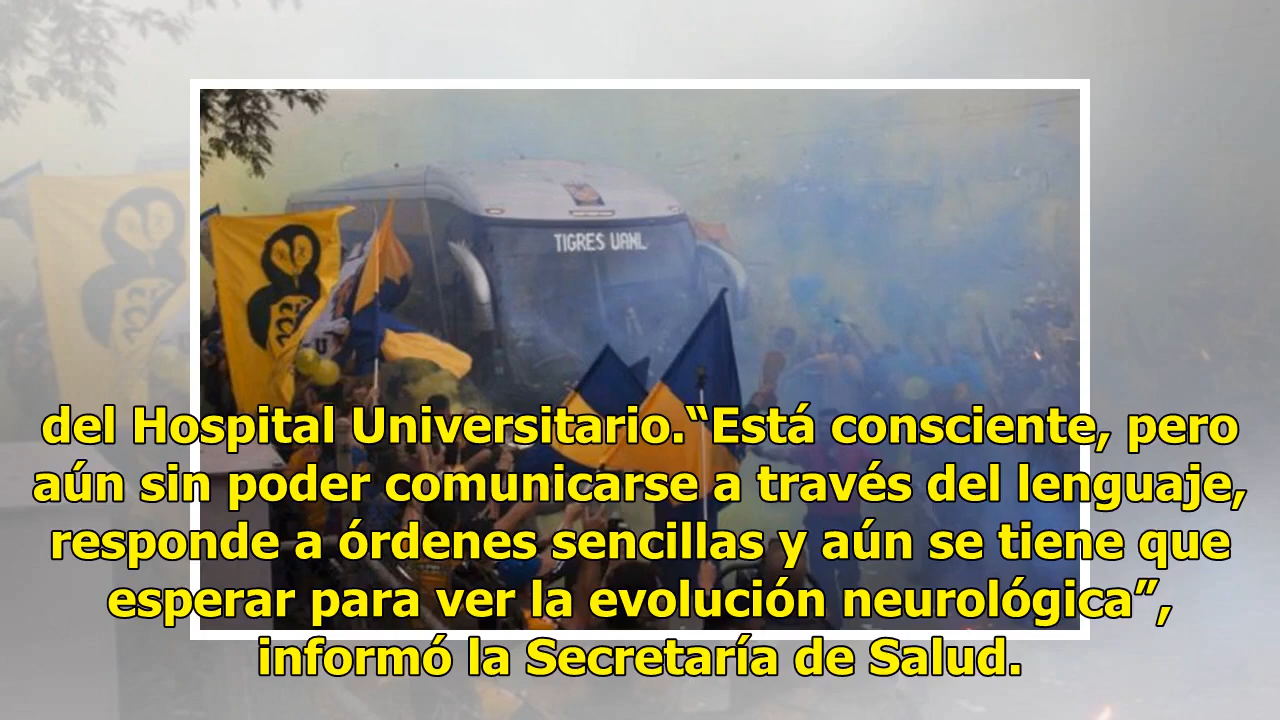 TIGRES UANL
del Hospital Universitario.“Está consciente, pero
aún sin poder comunicarse a través del lenguaje,
responde a órdenes sencillas y aún se tiene que
esperar para ver la evolución neurológica”,
informó la Secretaría de Salud.